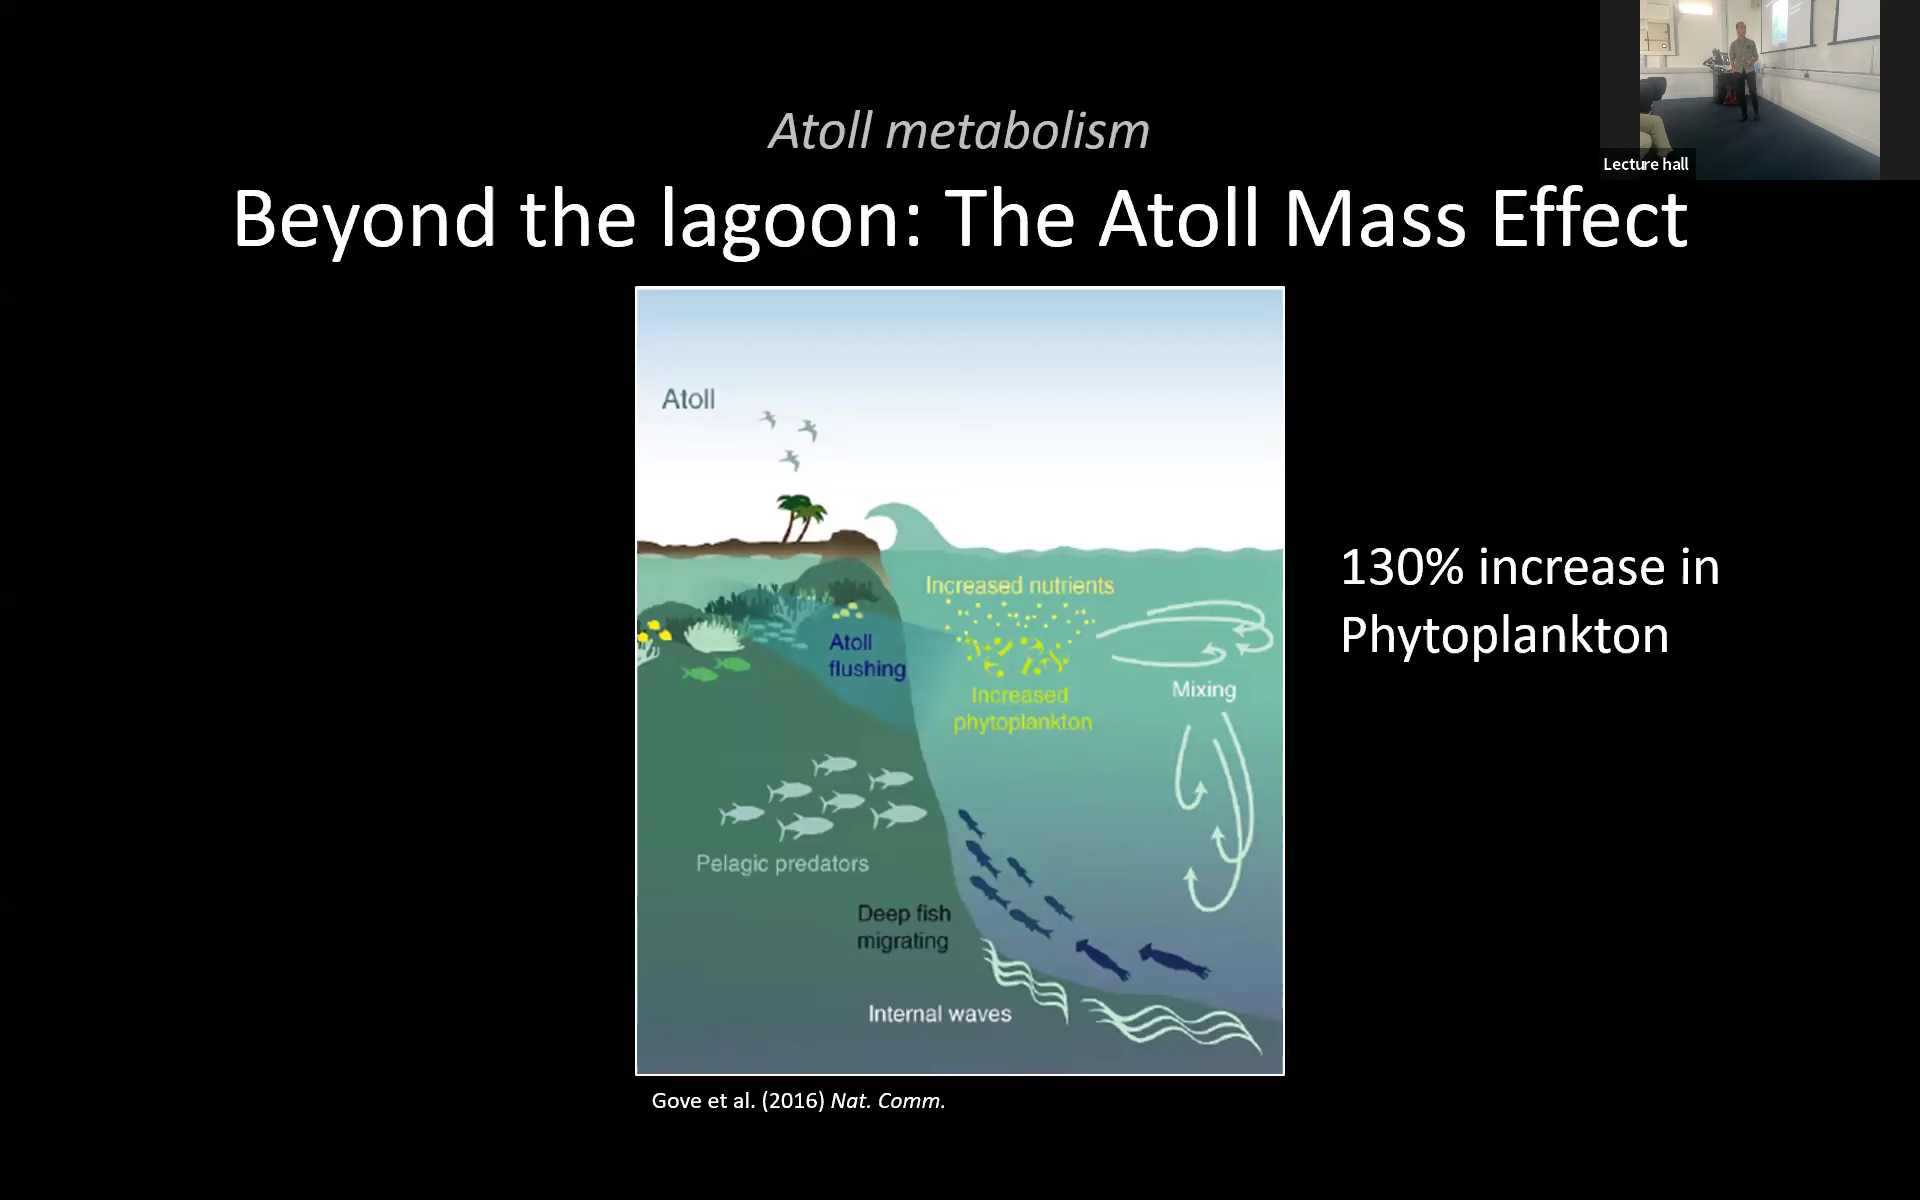 Lecture hall
Atoll metabolism
Beyond the lagoon: The Atoll Mass Effect
Atoll
Increased nutrients
Atoll
flushing
Increased
phytoplankton
Mixing
Pelagic predators
Deep fish
migrating
Internal waves
130% increase in
Phytoplankton
Gove et al. (2016) Nat. Comm.